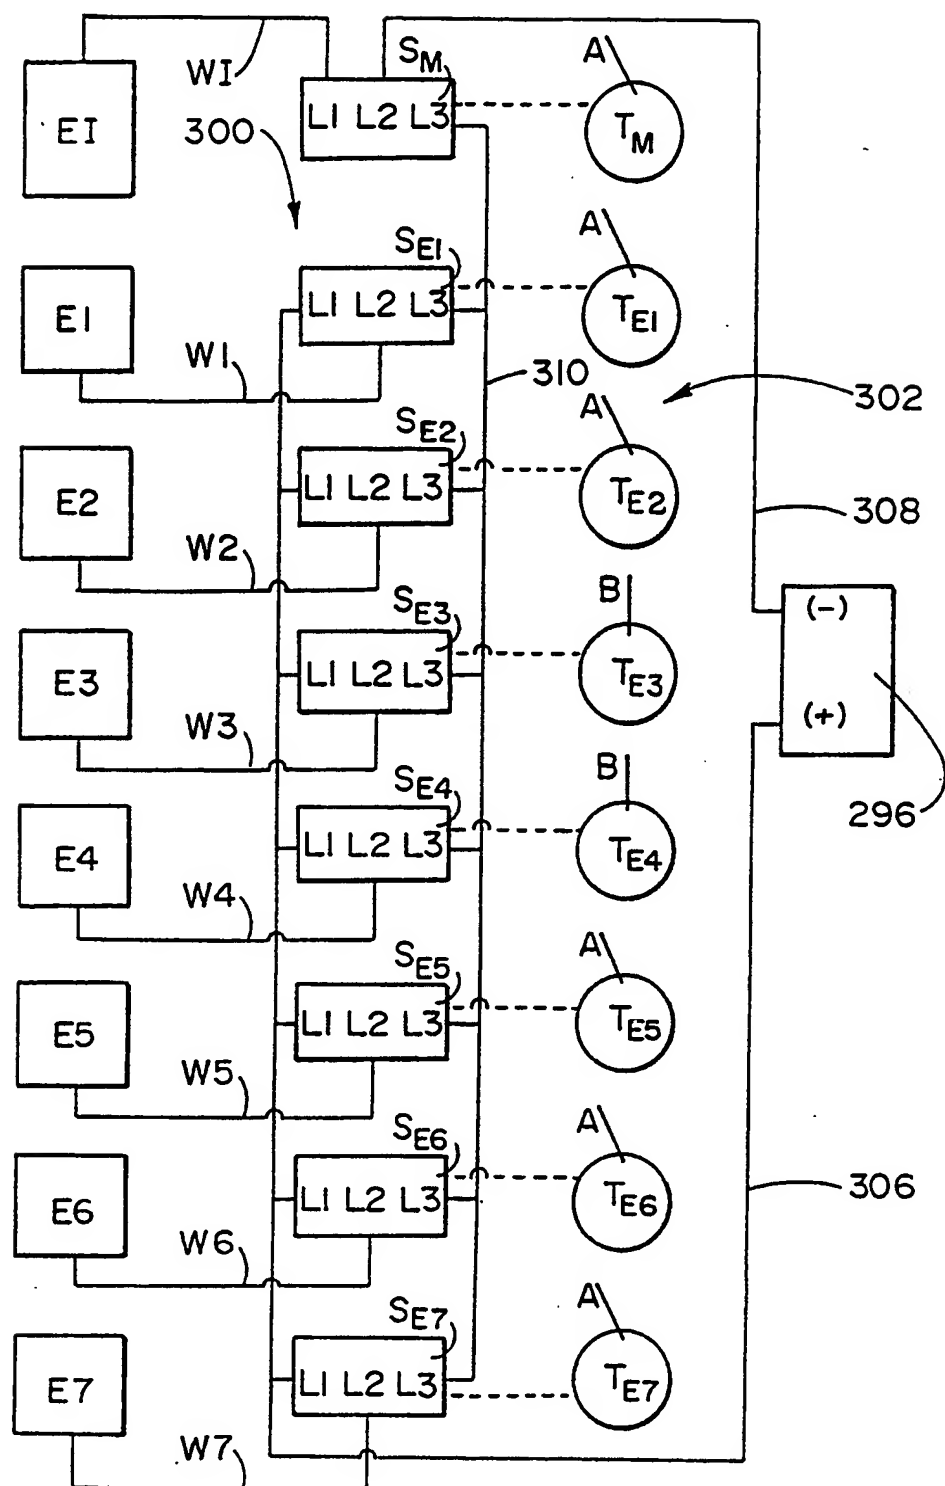 WI
SM
A
EI
300
L1 L2 L3
TM
SE1
A
E1
L1 L2 L3
TE1
W1
310
302
SE2
A
E2
L1 L2 L3
TE2
308
W2
SE3
B
(-)
E3
L1 L2 L3
TE3
(+)
W3
SE4
B
296
E4
L1 L2 L3
TE4
W4
SE5
A
E5
L1 L2 L3
TE5
W5
SE6
A
E6
L1 L2 L3
TE6
306
W6
SE7
A
E7
L1 L2 L3
TE7
W7